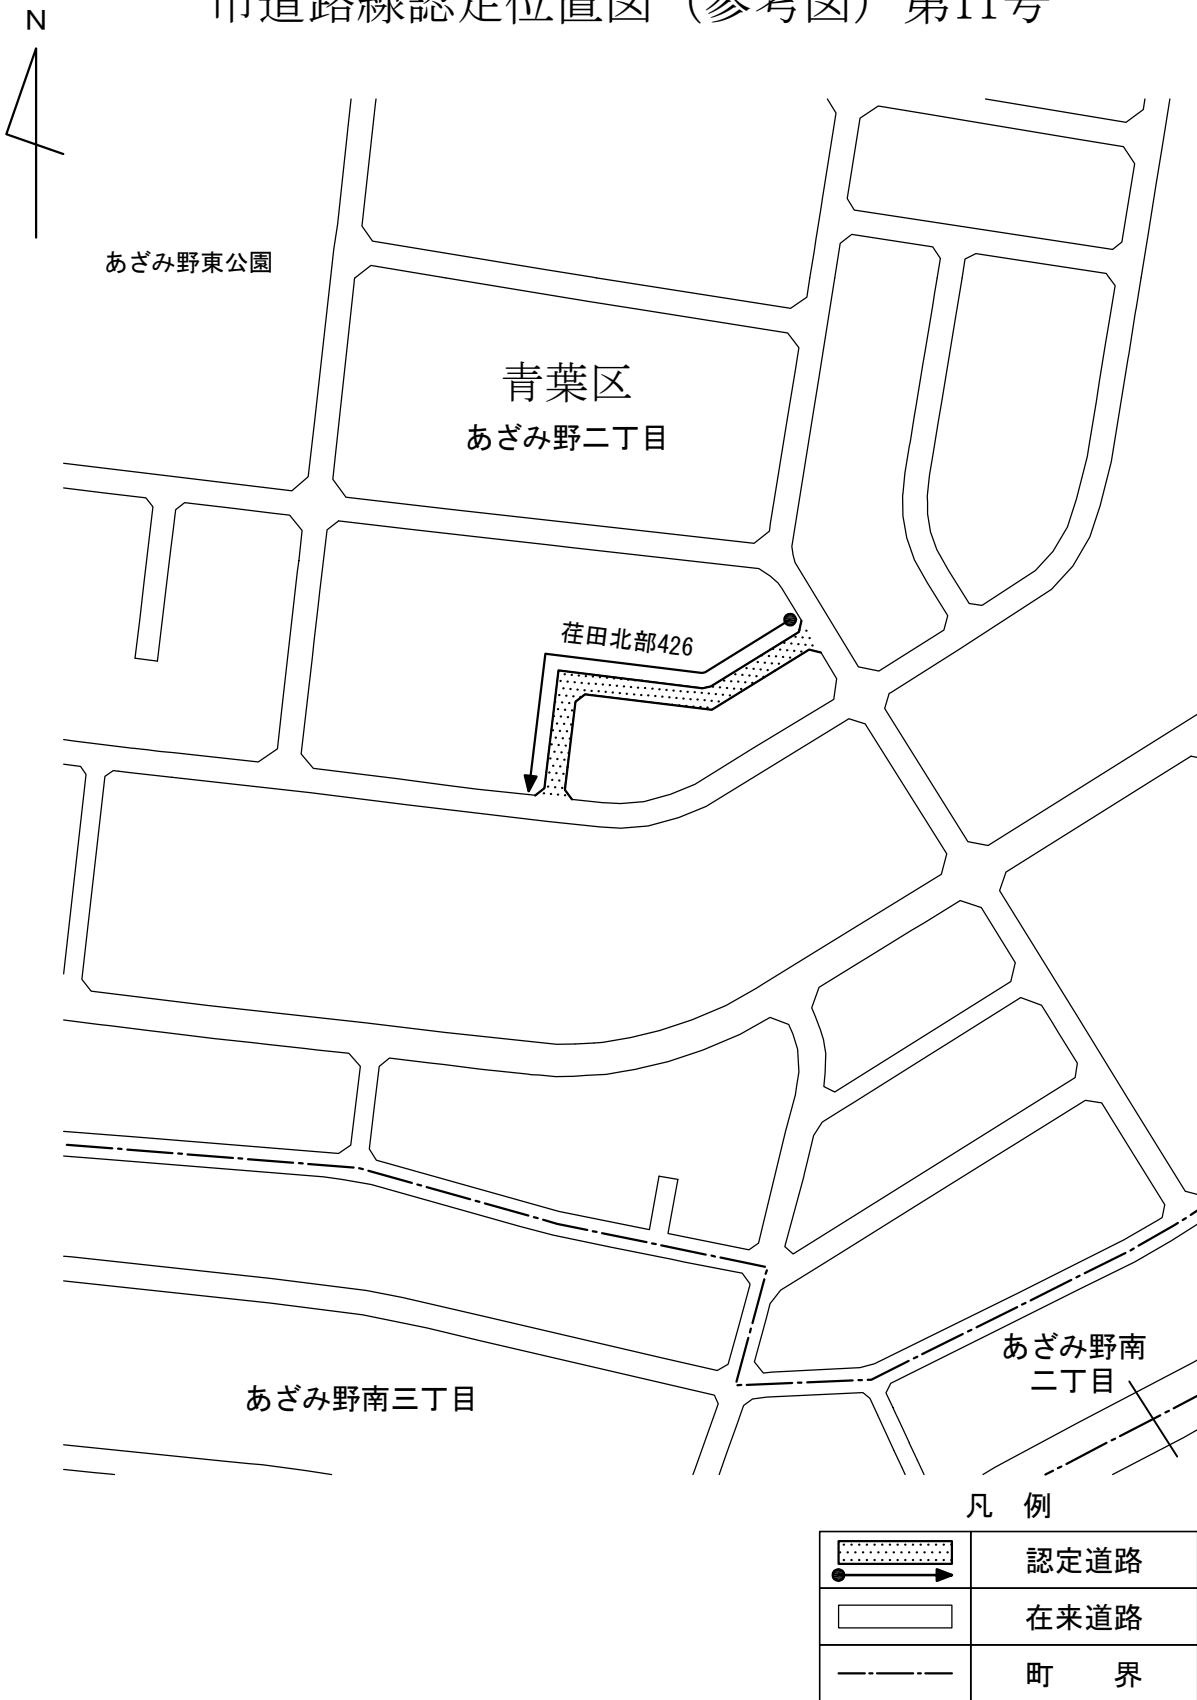 市道路線認定位置図（参考図）第11号
N
あざみ野東公園
青葉区
あざみ野二丁目
荏田北部426
あざみ野南
二丁目
あざみ野南三丁目
凡 例
認定道路
在来道路
町 界